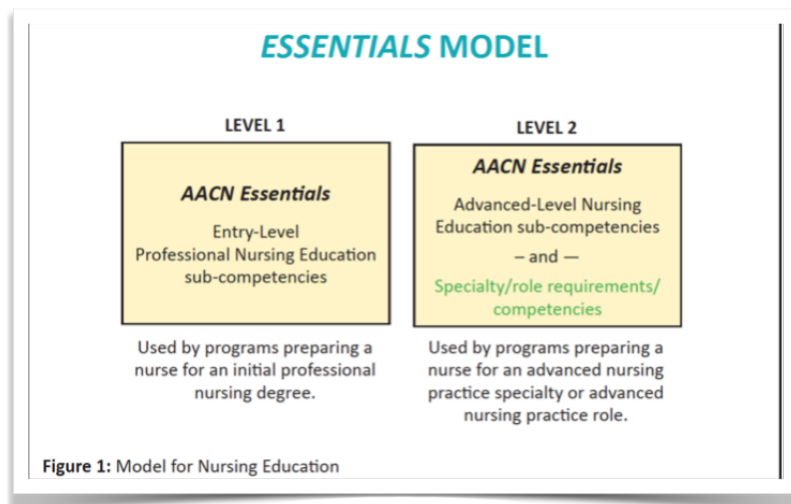 ESSENTIALS MODEL
LEVEL 1
AACN Essentials
Entry-Level
Professional Nursing Education
sub-competencies
Used by programs preparing a
nurse for an initial professional
nursing degree.
LEVEL 2
AACN Essentials
Advanced-Level Nursing
Education sub-competencies
– and —
Specialty/role requirements/
competencies
Used by programs preparing a
nurse for an advanced nursing
practice specialty or advanced
nursing practice role.
Figure 1: Model for Nursing Education